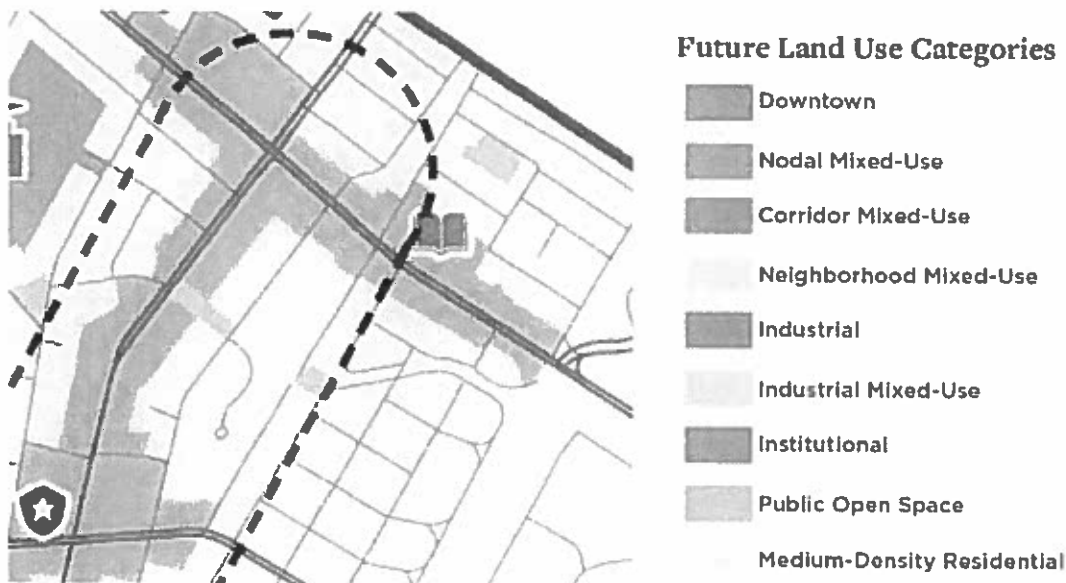 Future Land Use Categories
Downtown
Nodal Mixed-Use
Corridor Mixed-Use
Neighborhood Mixed-Use
Industrial
Industrial Mixed-Use
Institutional
Public Open Space
Medium-Density Residential